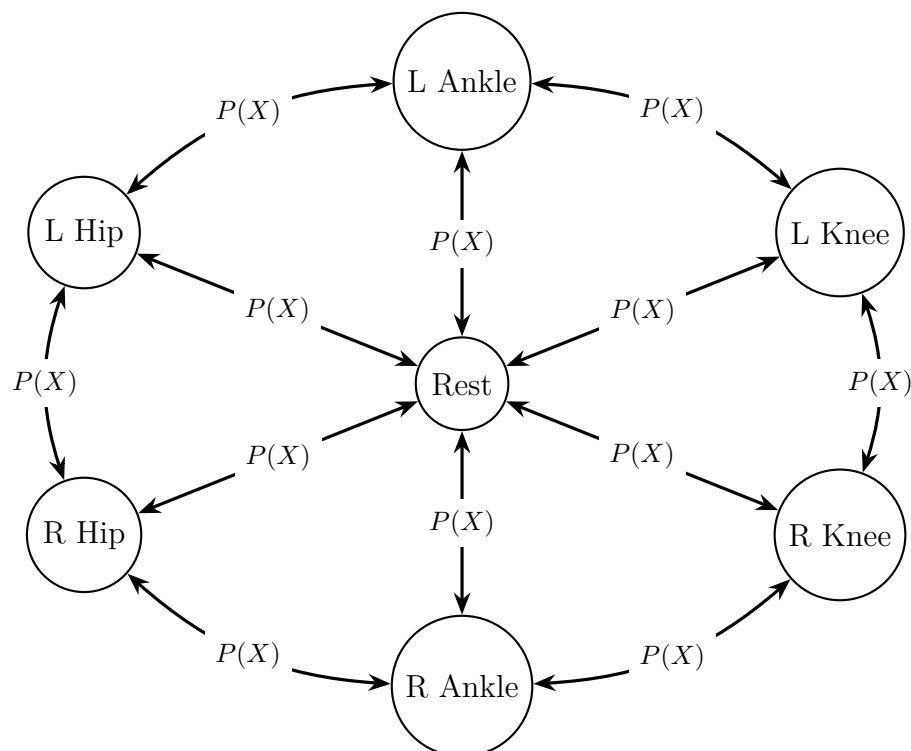 L Ankle
P(X)
P(X)
L Hip
L Knee
P(X)
P(X)
P(X)
P(X)
Rest
P(X)
P(X)
P(X)
P(X)
R Hip
R Knee
P(X)
P(X)
R Ankle